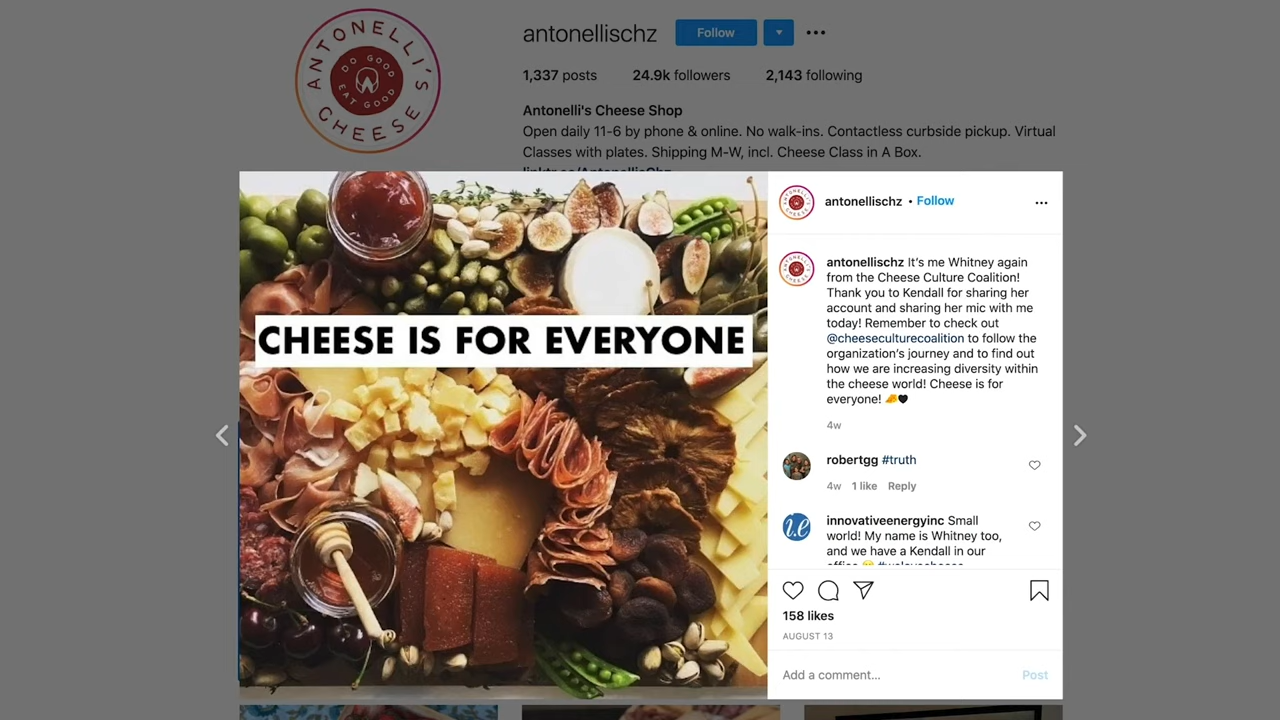 ANTONELLI'S CHEESE
DO GOOD
EAT GOOD
antonellischz
Follow
1,337 posts 24.9k followers 2,143 following
Antonelli's Cheese Shop
Open daily 11-6 by phone & online. No walk-ins. Contactless curbside pickup. Virtual
Classes with plates. Shipping M-W, incl. Cheese Class in A Box.
CHEESE IS FOR EVERYONE
antonellischz • Follow
antonellischz It's me Whitney again
from the Cheese Culture Coalition!
Thank you to Kendall for sharing her
account and sharing her mic with me
today! Remember to check out
@cheeseculturecoalition to follow the
organization's journey and to find out
how we are increasing diversity within
the cheese world! Cheese is for
everyone! 🧀🖤
4w
robertgg #truth
4w 1 like Reply
innovativeenergyinc Small
world! My name is Whitney too,
and we have a Kendall in our
i.e
158 likes
AUGUST 13
Add a comment... Post